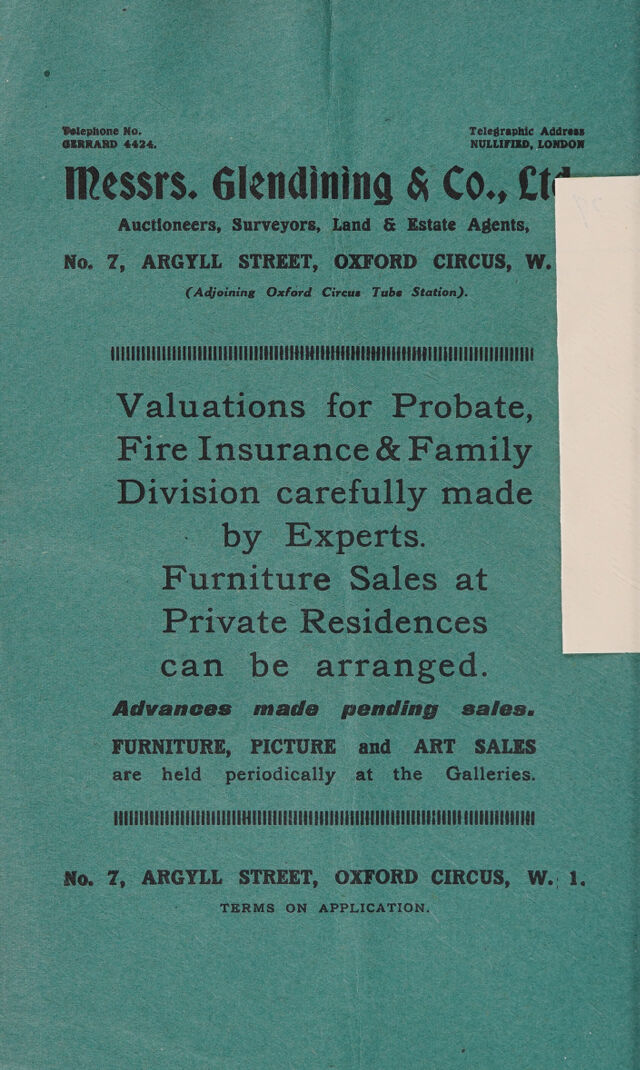 Telephone No.
GERRARD 4424.
Telegraphic Address
NULLIFIED, LONDON
Messrs. Glendining & Co., Ltd
Auctioneers, Surveyors, Land & Estate Agents,
No. 7, ARGYLL STREET, OXFORD CIRCUS, W.
(Adjoining Oxford Circus Tube Station).
Valuations for Probate,
Fire Insurance & Family
Division carefully made
by Experts.
Furniture Sales at
Private Residences
can be arranged.
Advances made pending sales.
FURNITURE, PICTURE and ART SALES
are held periodically at the Galleries.
No. 7, ARGYLL STREET, OXFORD CIRCUS, W. 1.
TERMS ON APPLICATION.